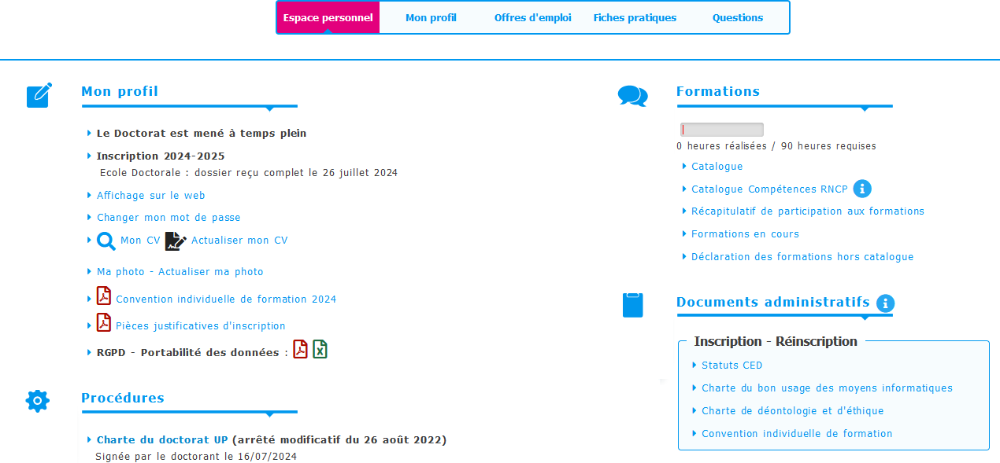 Espace personnel
Mon profil
Offres d'emploi
Fiches pratiques
Questions
Mon profil
Le Doctorat est mené à temps plein
Inscription 2024-2025
Ecole Doctorale : dossier reçu complet le 26 juillet 2024
Affichage sur le web
Changer mon mot de passe
Mon CV Actualiser mon CV
Ma photo - Actualiser ma photo
Convention individuelle de formation 2024
Pièces justificatives d'inscription
RGPD - Portabilité des données :
Procédures
Charte du doctorat UP (arrêté modificatif du 26 août 2022)
Signée par le doctorant le 16/07/2024
Formations
0 heures réalisées / 90 heures requises
Catalogue
Catalogue Compétences RNCP
Récapitulatif de participation aux formations
Formations en cours
Déclaration des formations hors catalogue
Documents administratifs
Inscription - Réinscription
Statuts CED
Charte du bon usage des moyens informatiques
Charte de déontologie et d'éthique
Convention individuelle de formation